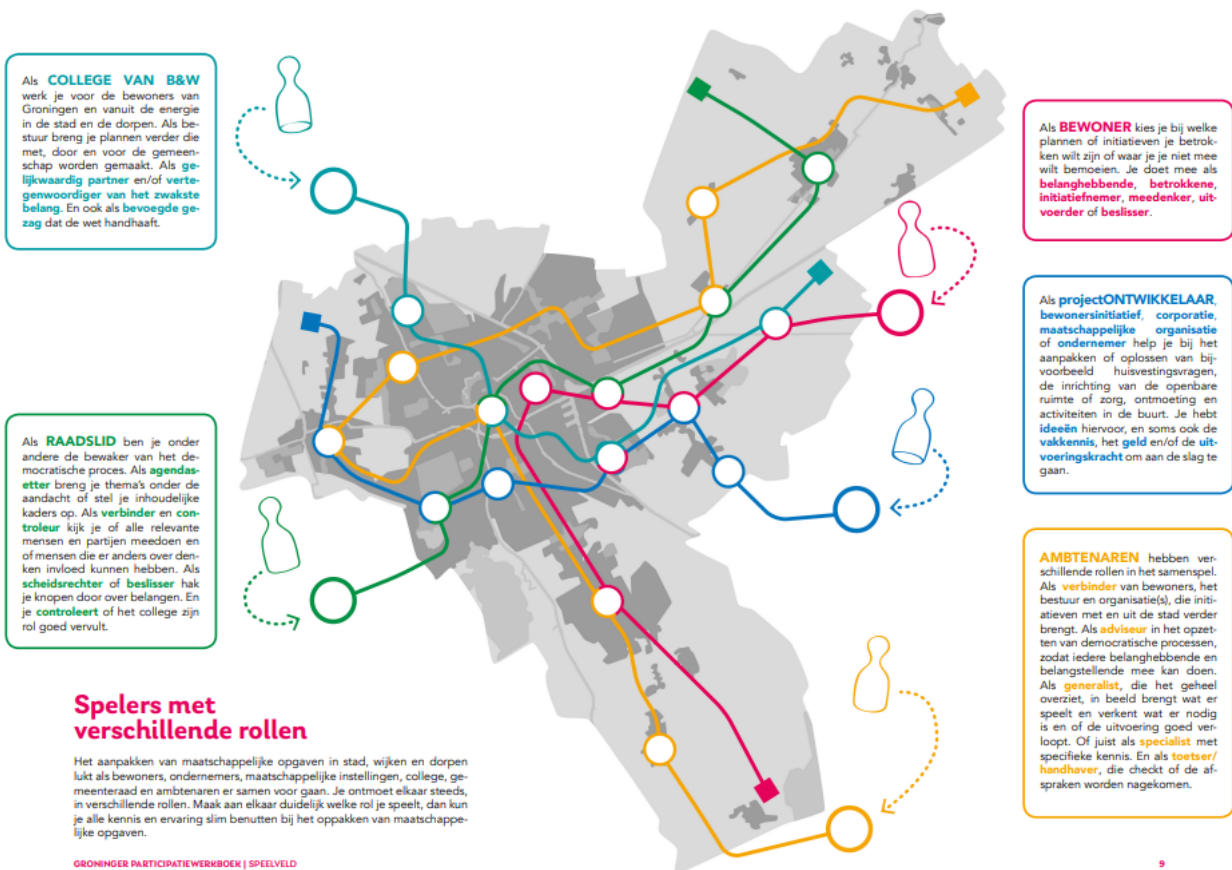 Als COLLEGE VAN B&W
werk je voor de bewoners van
Groningen en vanuit de energie
in de stad en de dorpen. Als be-
stuur breng je plannen verder die
met, door en voor de gemeen-
schap worden gemaakt. Als ge-
lijkwaardig partner en/of verte-
genwoordiger van het zwakste
belang. En ook als bevoegde ge-
zag dat de wet handhaaft.
Als RAADSLID ben je onder
andere de bewaker van het de-
mocratische proces. Als agendas-
etter breng je thema's onder de
aandacht of stel je inhoudelijke
kaders op. Als verbinder en con-
troleur kijk je of alle relevante
mensen en partijen meedoen en
of mensen die er anders over den-
ken invloed kunnen hebben. Als
scheidsrechter of beslisser hak
je knopen door over belangen. En
je controleert of het college zijn
rol goed vervult.
Spelers met
verschillende rollen
Het aanpakken van maatschappelijke opgaven in stad, wijken en dorpen
lukt als bewoners, ondernemers, maatschappelijke instellingen, college, ge-
meenteraad en ambtenaren er samen voor gaan. Je ontmoet elkaar steeds,
in verschillende rollen. Maak aan elkaar duidelijk welke rol je speelt, dan kun
je alle kennis en ervaring slim benutten bij het oppakken van maatschappe-
lijke opgaven.
Als BEWONER kies je bij welke
plannen of initiatieven je betrok-
ken wilt zijn of waar je je niet mee
wilt bemoeien. Je doet mee als
belanghebbende, betrokkene,
initiatiefnemer, meedenker, uit-
voerder of beslisser.
Als projectONTWIKKELAAR,
bewonersinitiatief, corporatie,
maatschappelijke organisatie
of ondernemer help je bij het
aanpakken of oplossen van bij-
voorbeeld huisvestingsvragen,
de inrichting van de openbare
ruimte of zorg, ontmoeting en
activiteiten in de buurt. Je hebt
ideeën hiervoor, en soms ook de
vakkennis, het geld en/of de uit-
voeringskracht om aan de slag te
gaan.
AMBTENAREN hebben ver-
schillende rollen in het samenspel.
Als verbinder van bewoners, het
bestuur en organisatie(s), die initi-
atieven met en uit de stad verder
brengt. Als adviseur in het opzet-
ten van democratische processen,
zodat iedere belanghebbende en
belangstellende mee kan doen.
Als generalist, die het geheel
overziet, in beeld brengt wat er
speelt en verkent wat er nodig
is en of de uitvoering goed ver-
loopt. Of juist als specialist met
specifieke kennis. En als toetser/
handhaver, die checkt of de af-
spraken worden nagekomen.
GRONINGER PARTICIPATIEWERKBOEK | SPEELVELD
9